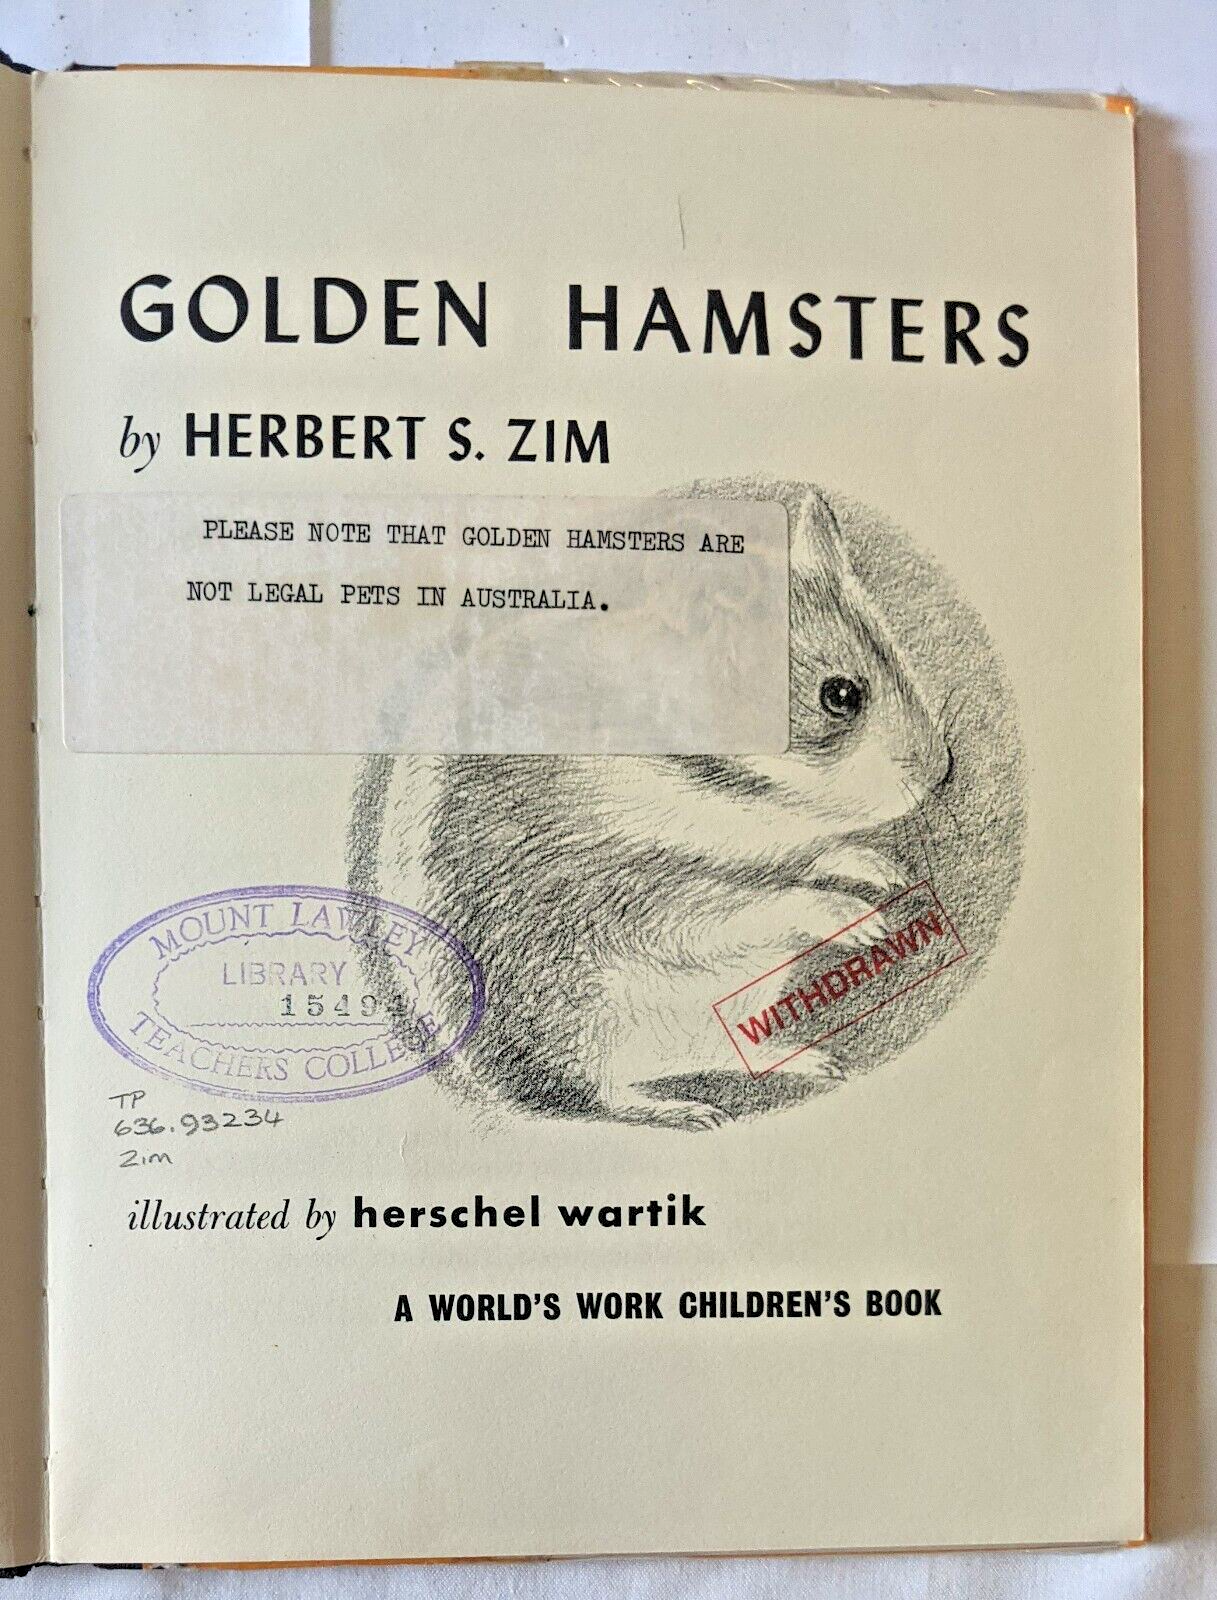 GOLDEN HAMSTERS
by HERBERT S. ZIM
PLEASE NOTE THAT GOLDEN HAMSTERS ARE
NOT LEGAL PETS IN AUSTRALIA.
MOUNT LAWLEY
LIBRARY
15494
TEACHERS COLLEGE
WITHDRAWN
TP
636.93234
Zim
illustrated by herschel wartik
A WORLD'S WORK CHILDREN'S BOOK